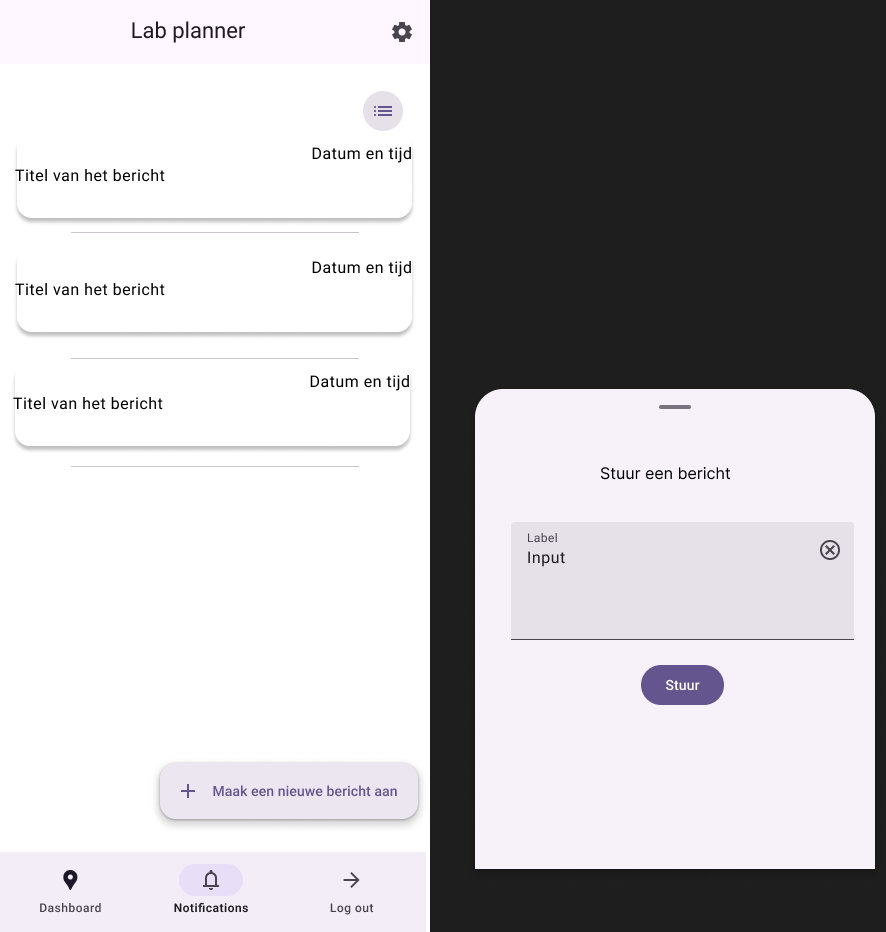 Lab planner
Datum en tijd
Titel van het bericht
Datum en tijd
Titel van het bericht
Datum en tijd
Titel van het bericht
Maak een nieuwe bericht aan
Dashboard
Notifications
Log out
Stuur een bericht
Label
Input
Stuur